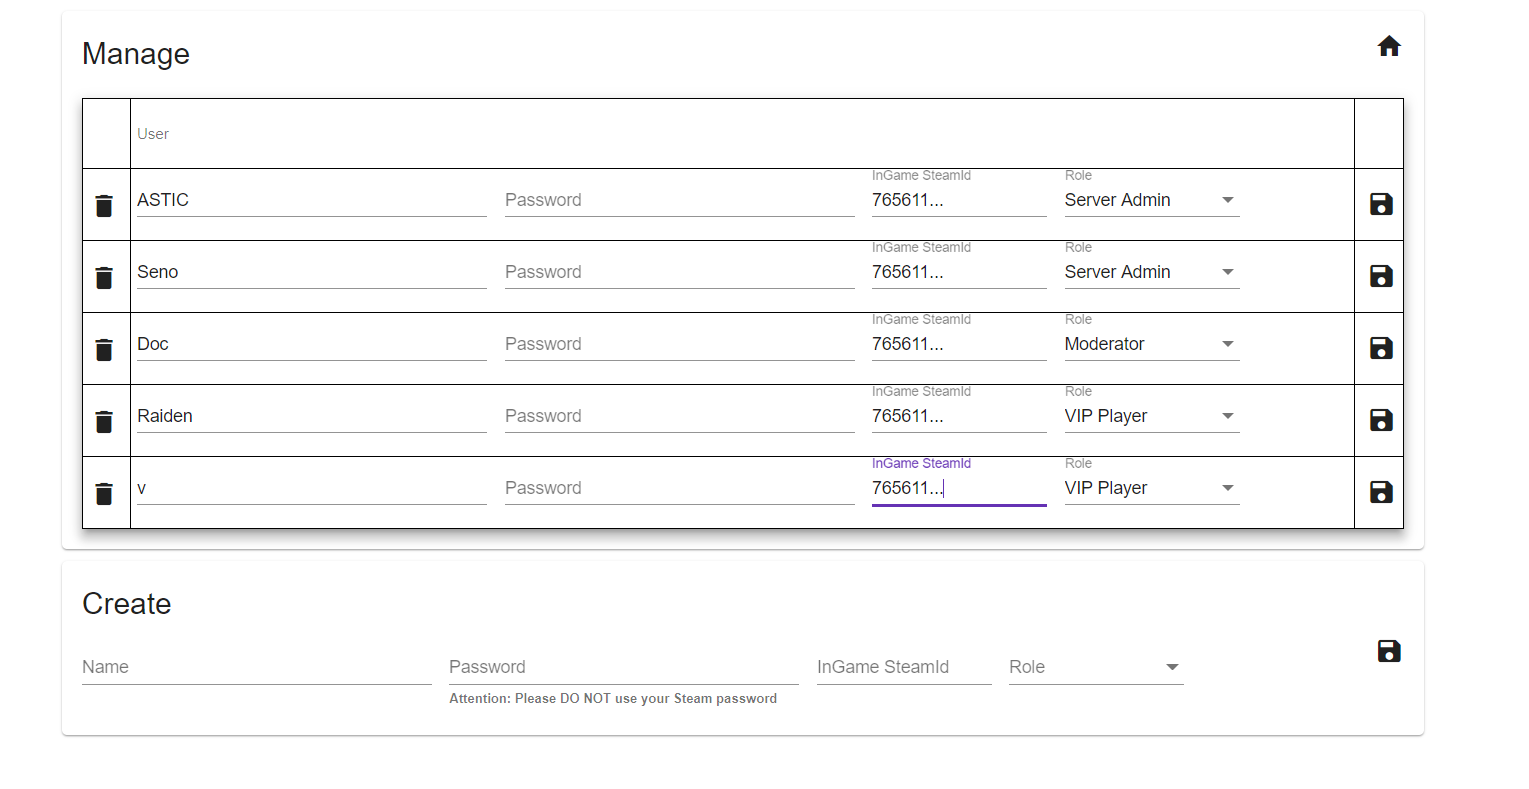 Manage
User
InGame SteamId Role
ASTIC Password 765611... Server Admin
InGame SteamId Role
Seno Password 765611... Server Admin
InGame SteamId Role
Doc Password 765611... Moderator
InGame SteamId Role
Raiden Password 765611... VIP Player
InGame SteamId Role
v Password 765611... VIP Player
Create
Name Password InGame SteamId Role
Attention: Please DO NOT use your Steam password